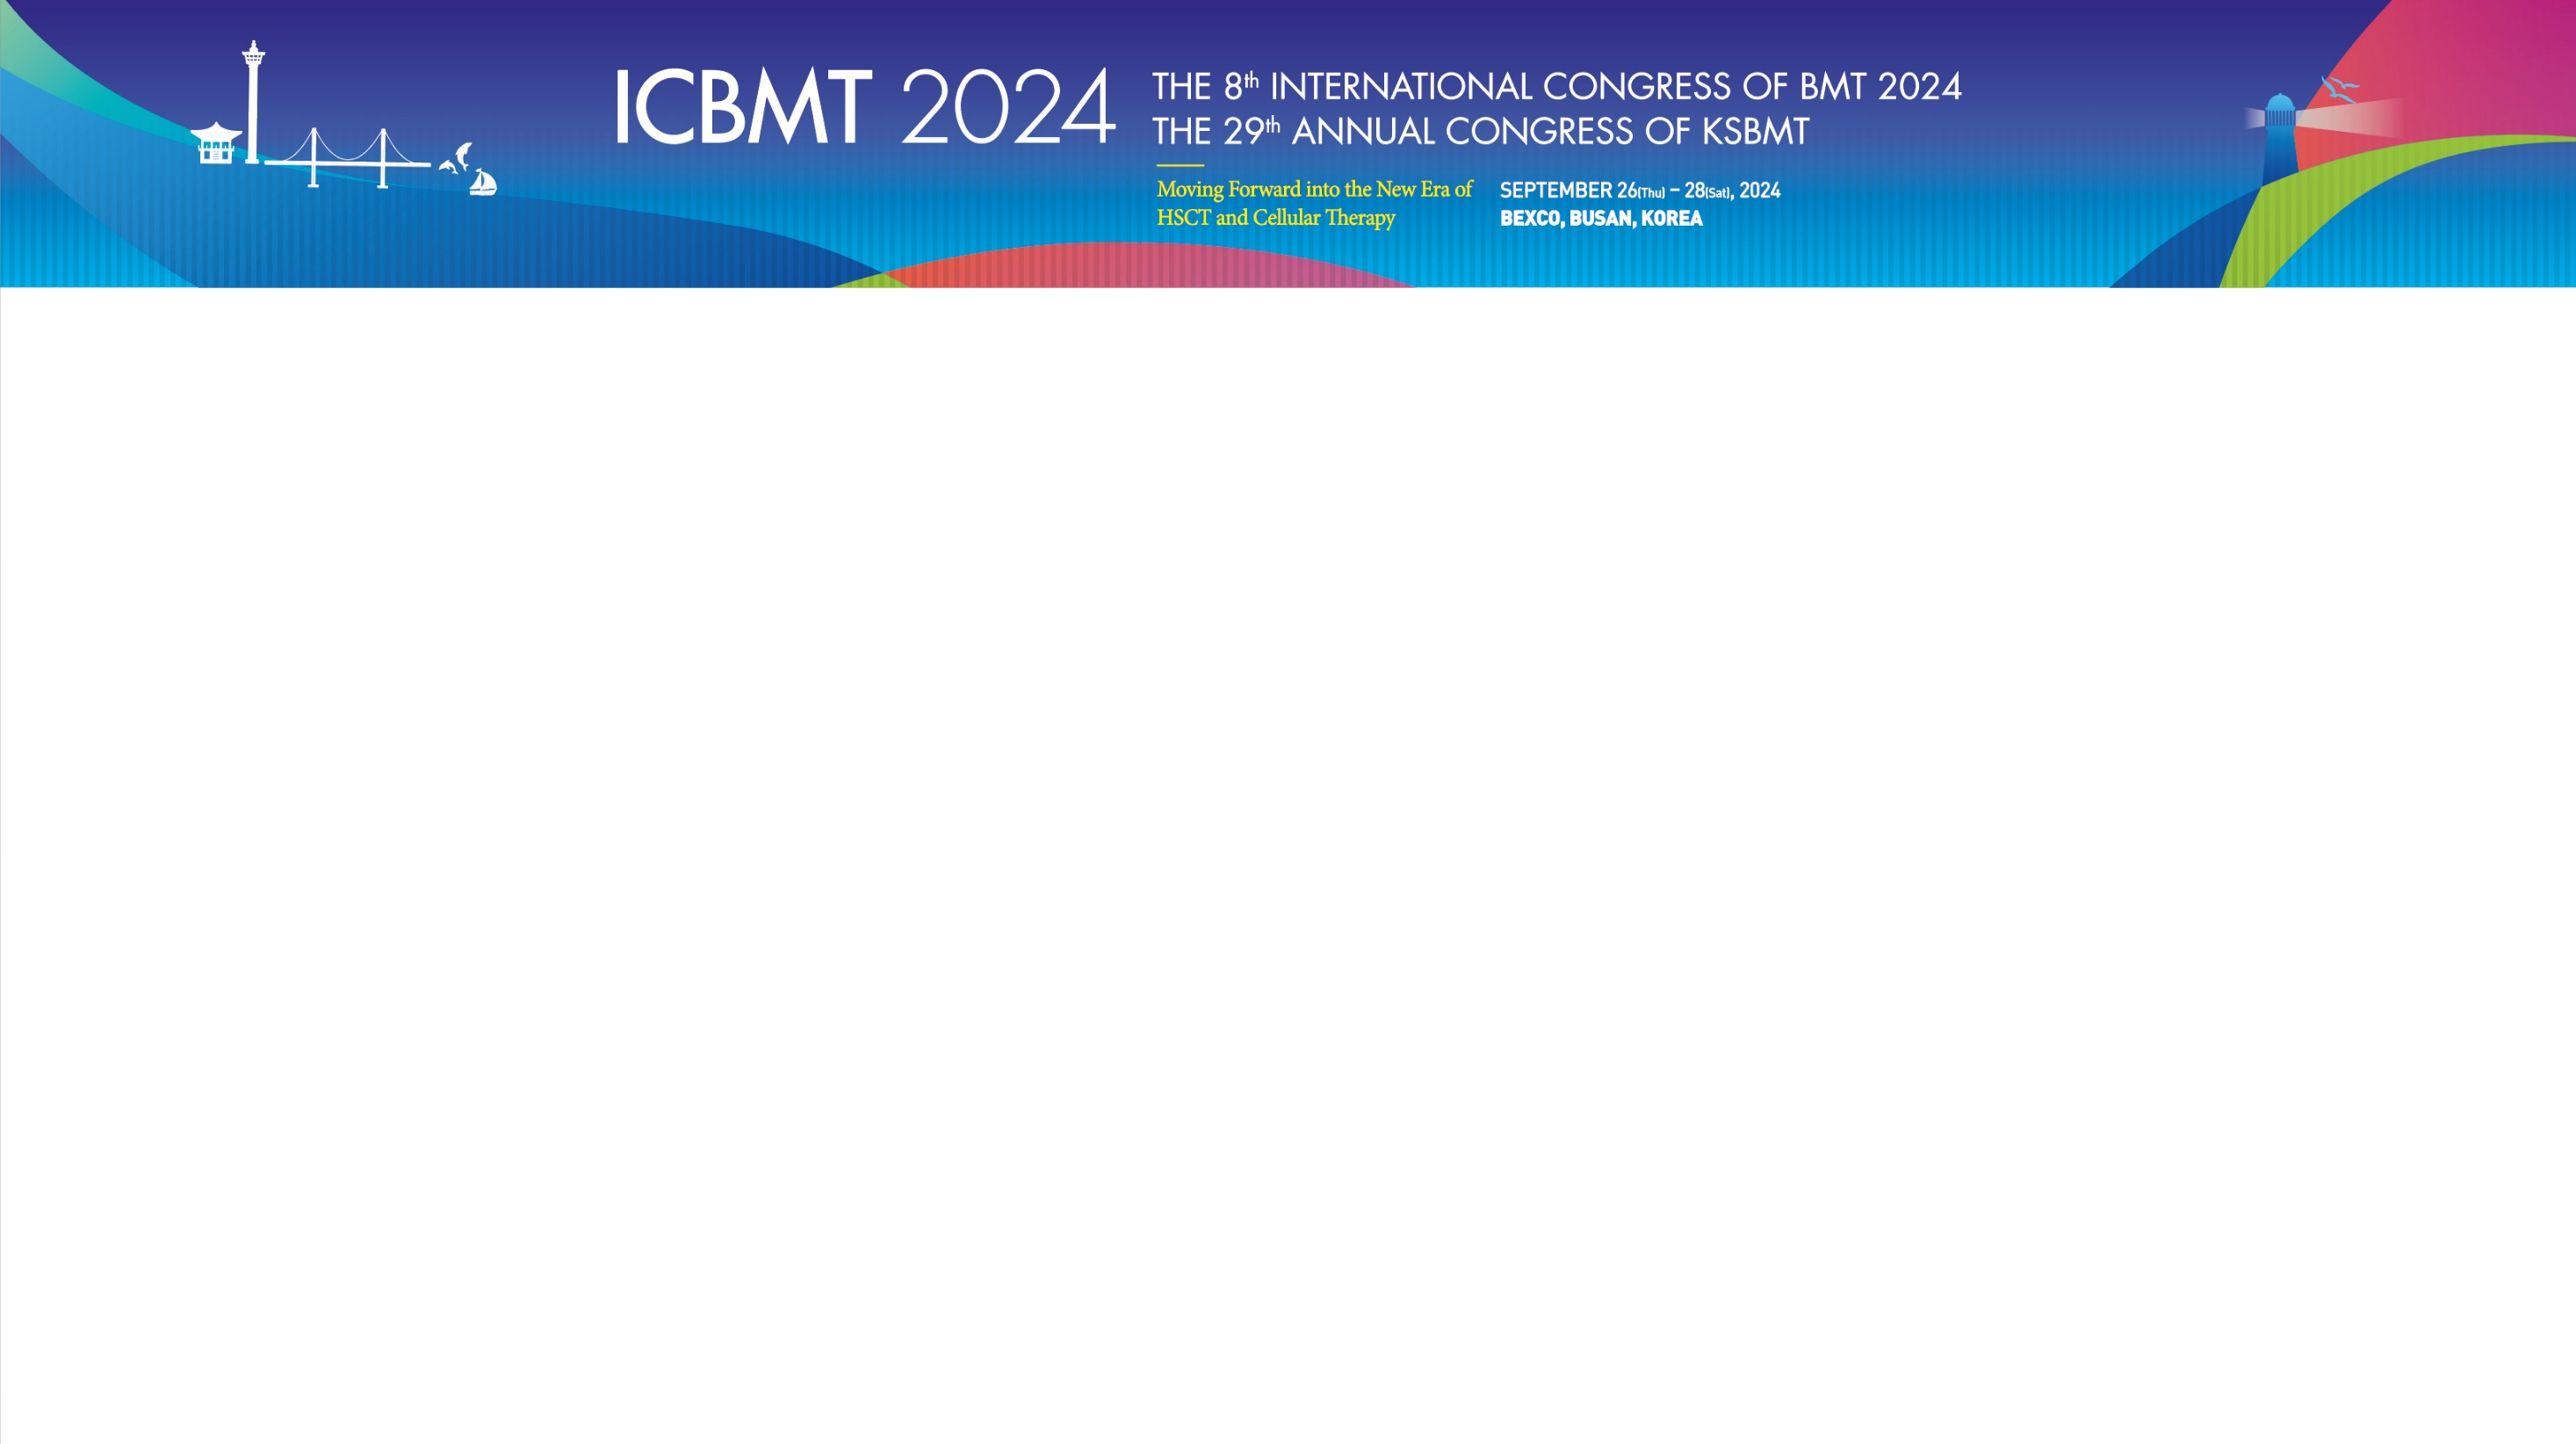 ICBMT 2024
THE 8th INTERNATIONAL CONGRESS OF BMT 2024
THE 29th ANNUAL CONGRESS OF KSBMT
Moving Forward into the New Era of
HSCT and Cellular Therapy
SEPTEMBER 26(Thu) – 28(Sat), 2024
BEXCO, BUSAN, KOREA